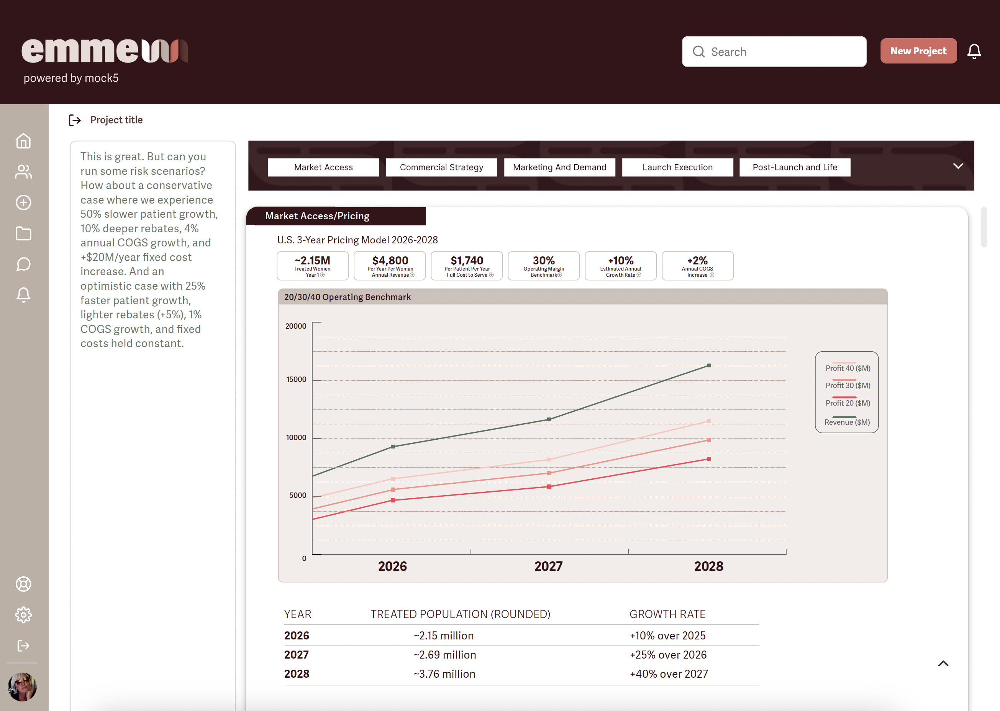 emme
powered by mock5
Search
New Project
Project title
This is great. But can you
run some risk scenarios?
How about a conservative
case where we experience
50% slower patient growth,
10% deeper rebates, 4%
annual COGS growth, and
+$20M/year fixed cost
increase. And an
optimistic case with 25%
faster patient growth,
lighter rebates (+5%), 1%
COGS growth, and fixed
costs held constant.
Market Access
Commercial Strategy
Marketing And Demand
Launch Execution
Post-Launch and Life
Market Access/Pricing
U.S. 3-Year Pricing Model 2026-2028
~2.15M
Treated Women
Year 1
$4,800
Per Year Per Woman
Annual Revenue
$1,740
Per Patient Per Year
Full Cost to Serve
30%
Operating Margin
Benchmark
+10%
Estimated Annual
Growth Rate
+2%
Annual COGS
Increase
20/30/40 Operating Benchmark
20000
15000
10000
5000
0
2026
2027
2028
Profit 40 ($M)
Profit 30 ($M)
Profit 20 ($M)
Revenue ($M)
YEAR TREATED POPULATION (ROUNDED) GROWTH RATE
2026 ~2.15 million +10% over 2025
2027 ~2.69 million +25% over 2026
2028 ~3.76 million +40% over 2027